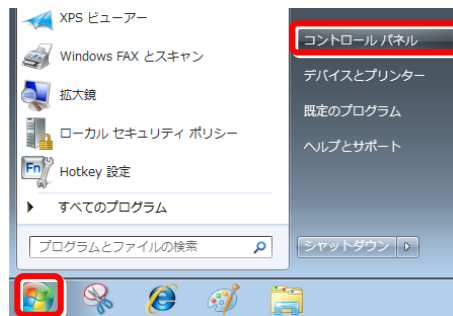 XPS ビューアー
Windows FAX とスキャン
拡大鏡
ローカル セキュリティ ポリシー
Fn
Hotkey 設定
すべてのプログラム
プログラムとファイルの検索
コントロール パネル
デバイスとプリンター
既定のプログラム
ヘルプとサポート
シャットダウン